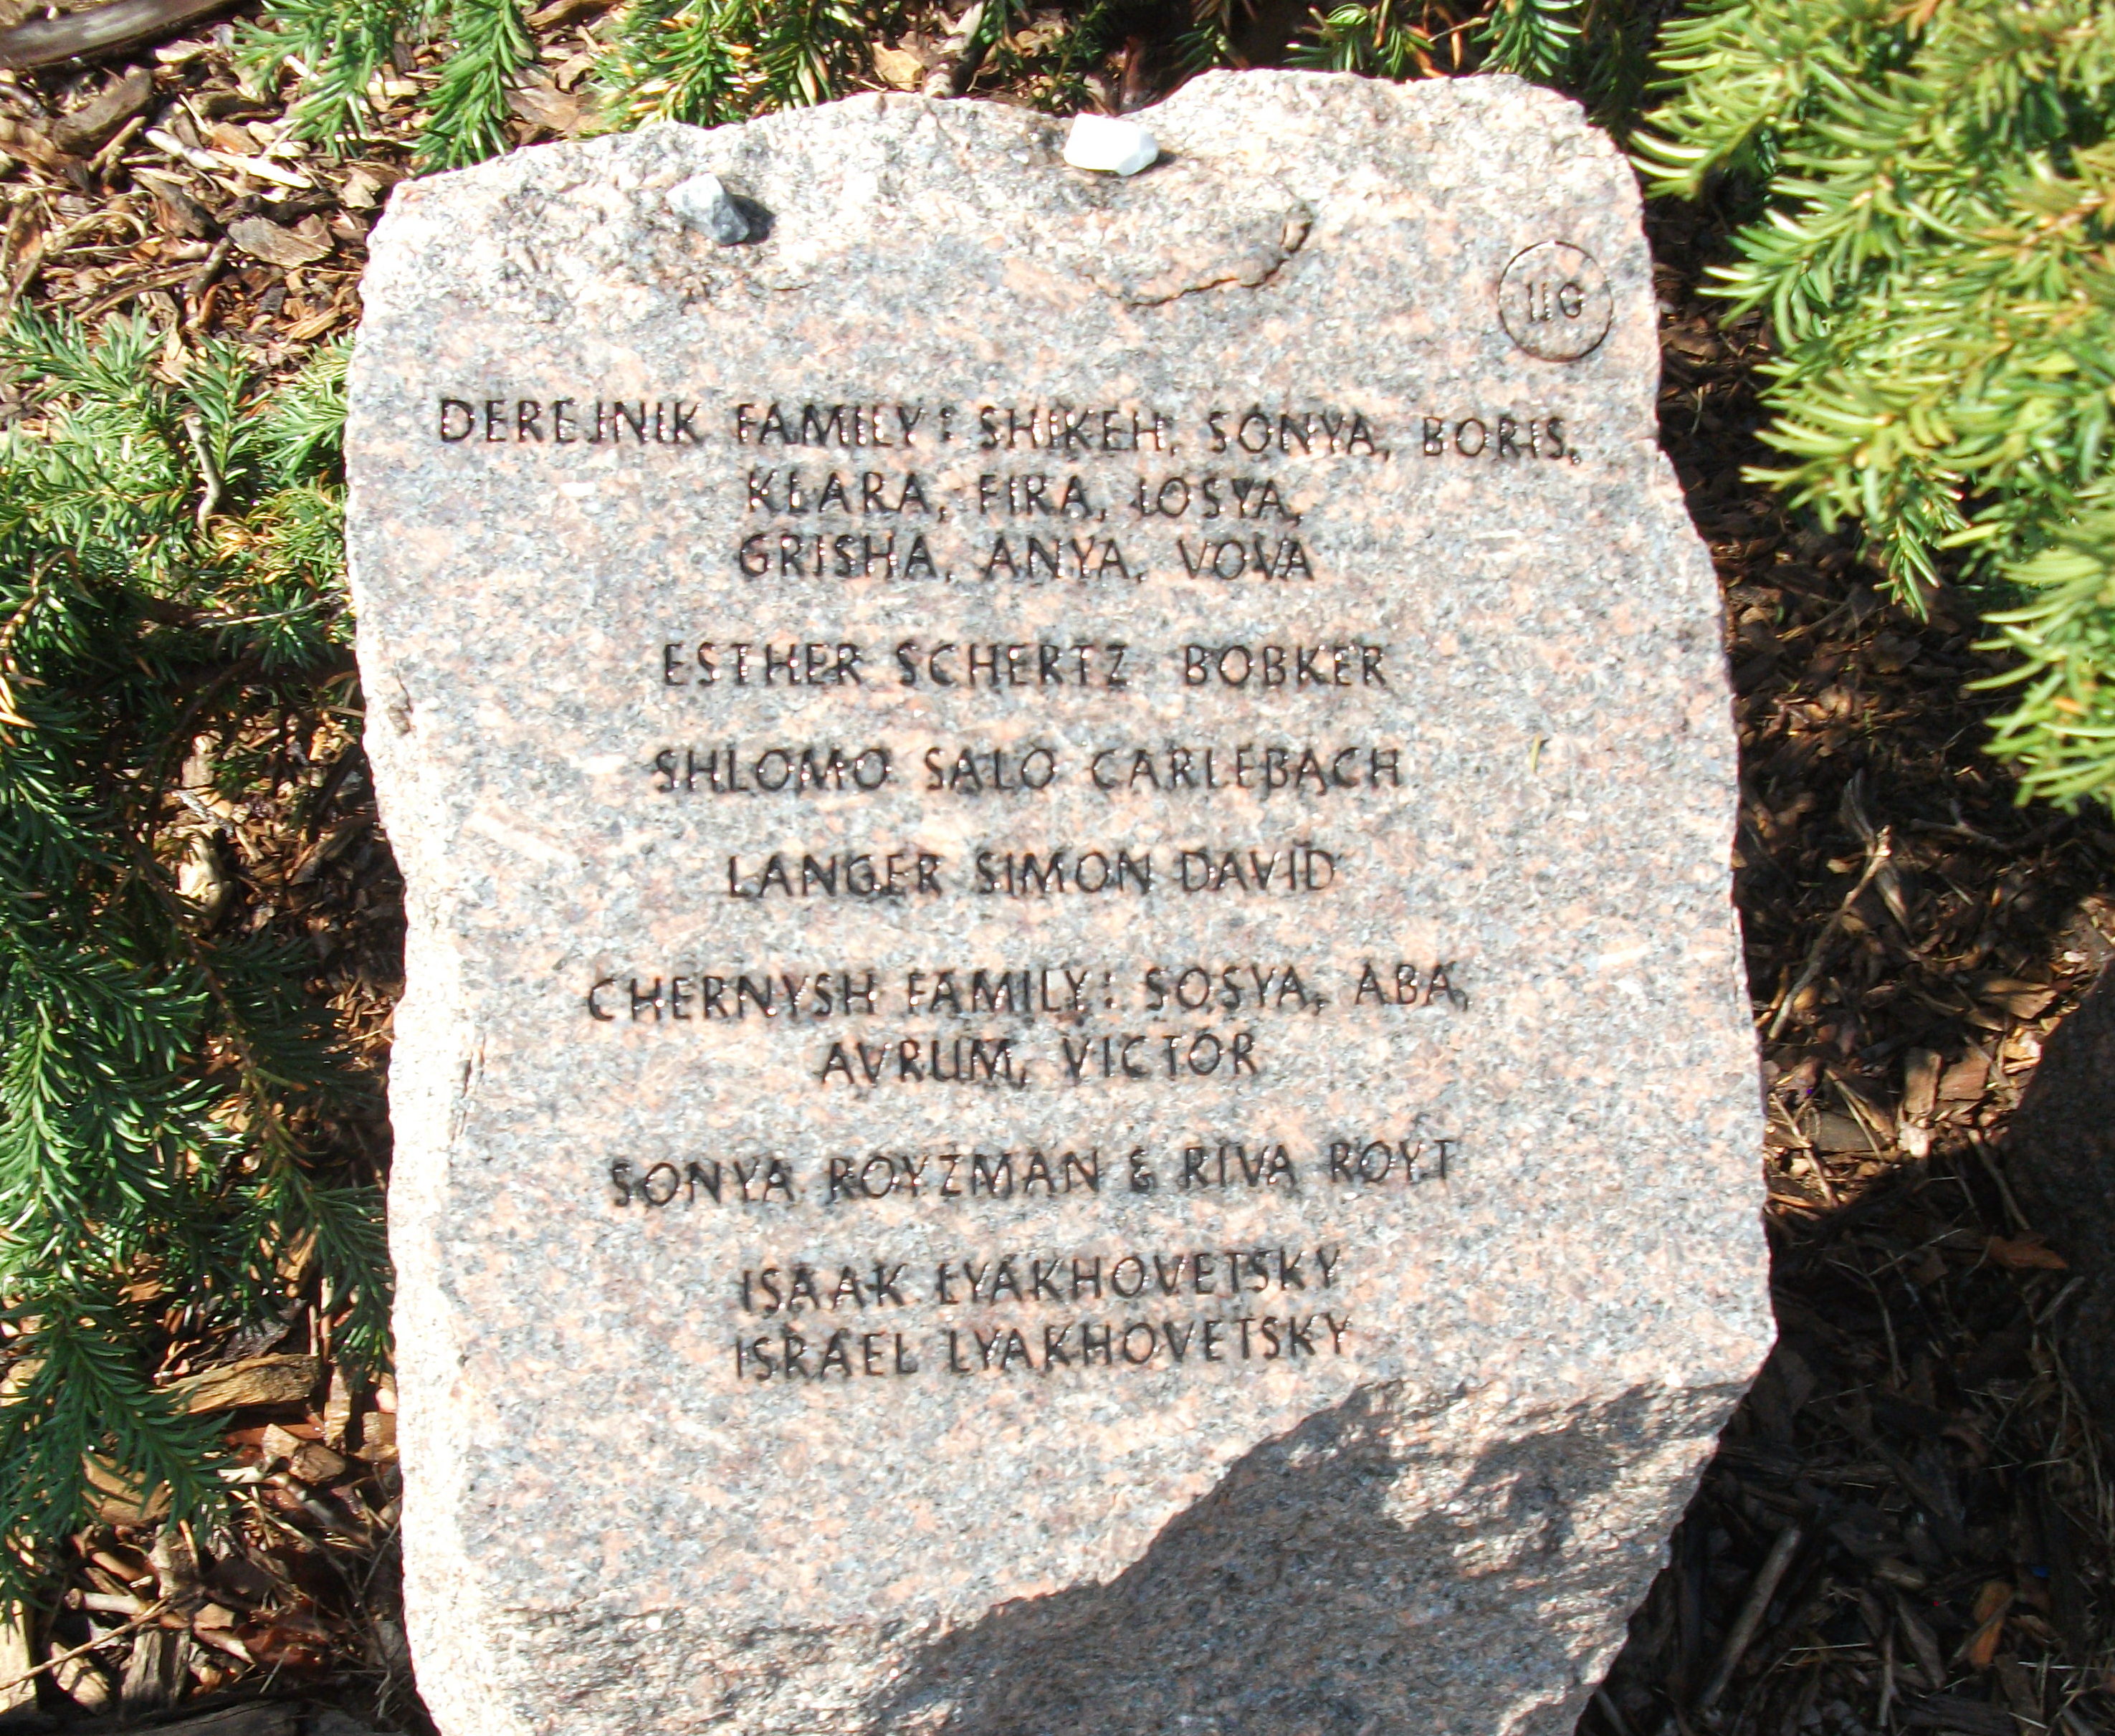 11G
DEREJNIK FAMILY: SHIKEH, SONYA, BORIS,
KLARA, FIRA, LOSYA,
GRISHA, ANYA, VOVA
ESTHER SCHERTZ BOBKER
SHLOMO SALO CARLEBACH
LANGER SIMON DAVID
CHERNYSH FAMILY: SOSYA, ABA,
AVRUM, VICTOR
SONYA ROYZMAN & RIVA ROYT
ISAAK LYAKHOVETSKY
ISRAEL LYAKHOVETSKY